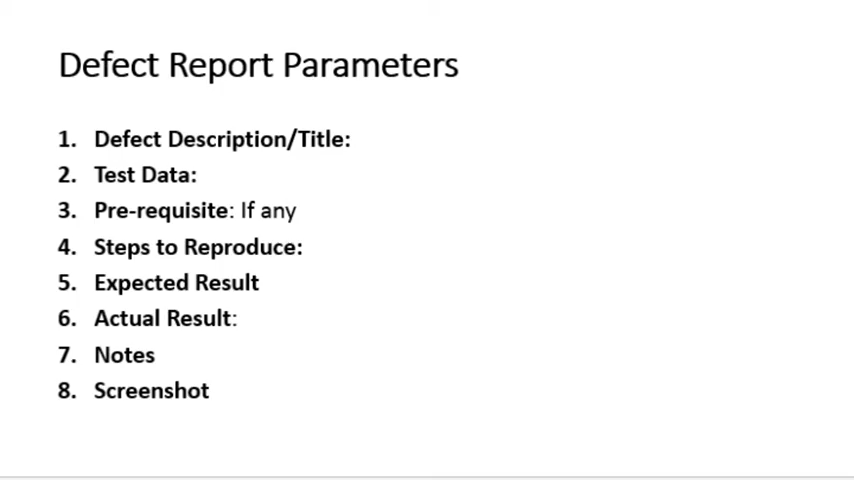 Defect Report Parameters
1. Defect Description/Title:
2. Test Data:
3. Pre-requisite: If any
4. Steps to Reproduce:
5. Expected Result
6. Actual Result:
7. Notes
8. Screenshot